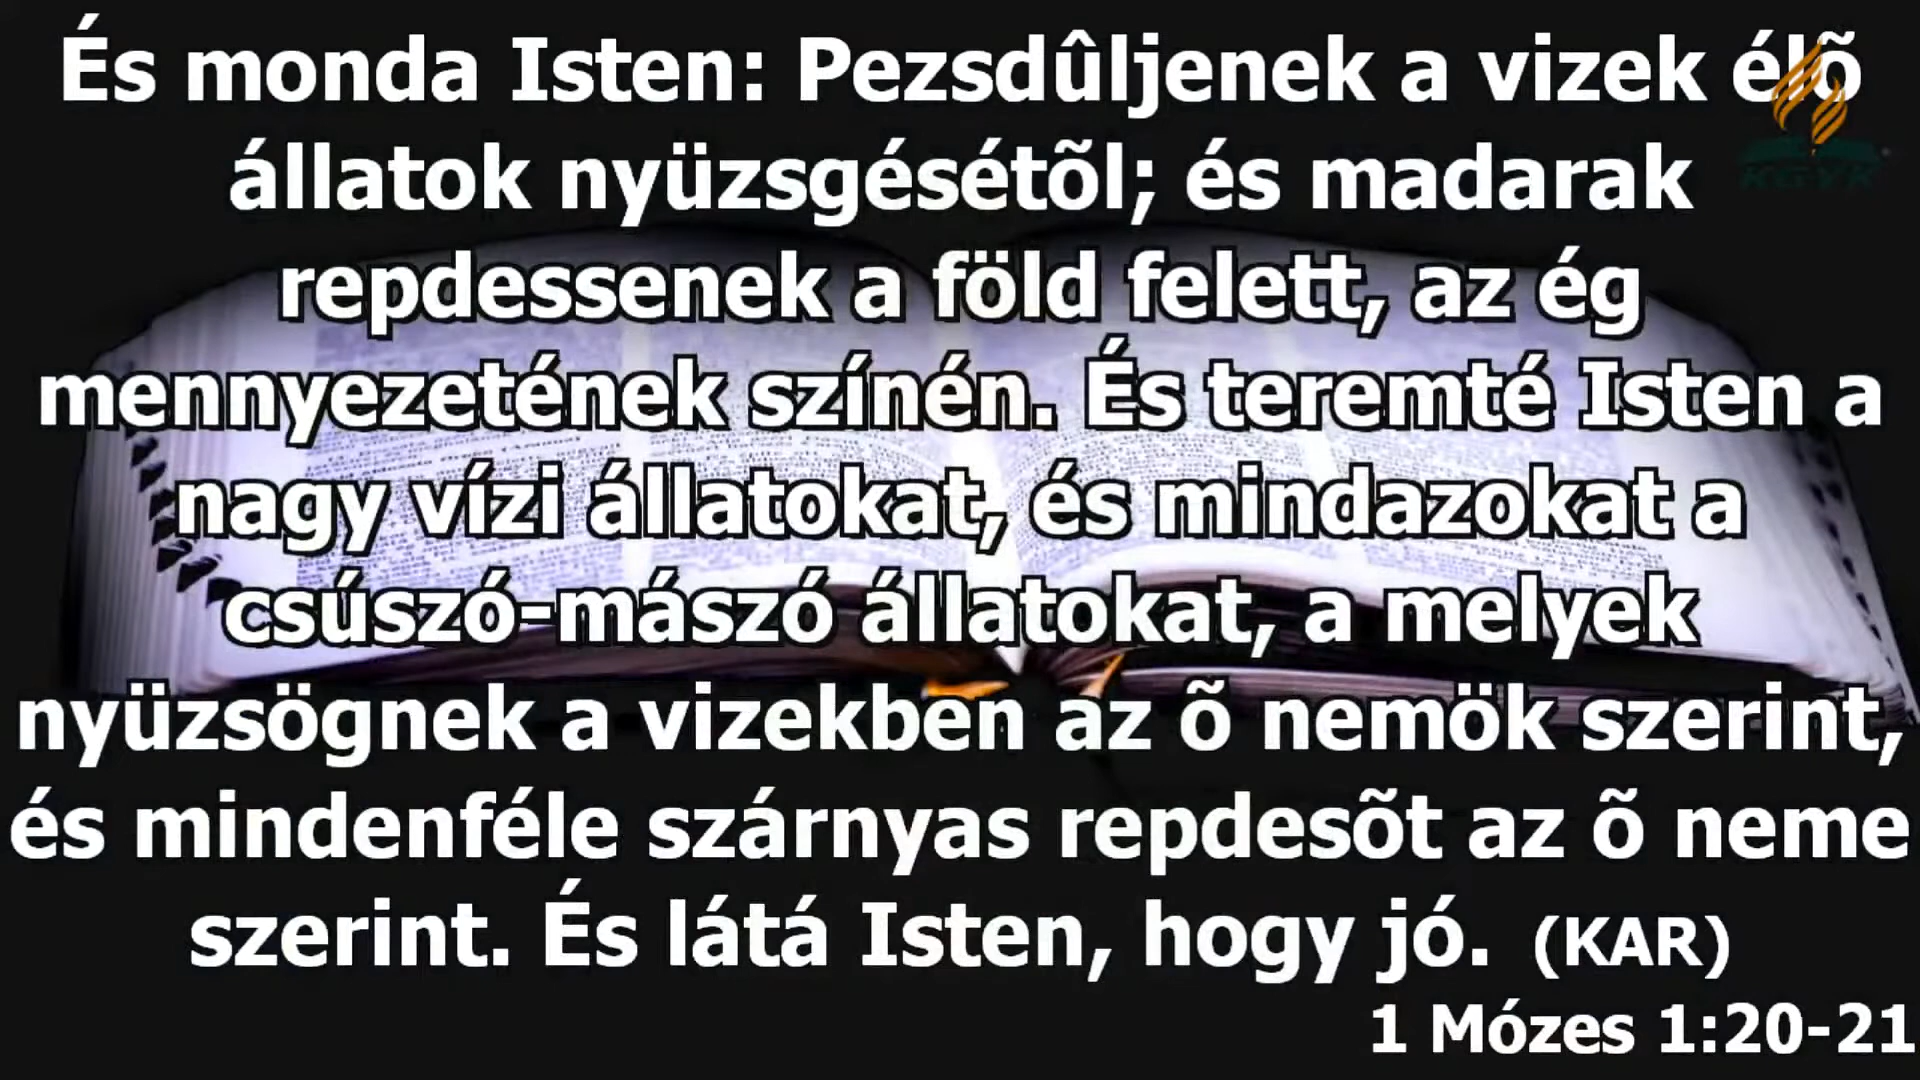 És monda Isten: Pezsdûljenek a vizek élõ
állatok nyüzsgésétõl; és madarak
repdessenek a föld felett, az ég
mennyezetének színén. És teremté Isten a
nagy vízi állatokat, és mindazokat a
csúszó-mászó állatokat, a melyek
nyüzsögnek a vizekben az õ nemök szerint,
és mindenféle szárnyas repdesõt az õ neme
szerint. És látá Isten, hogy jó. (KAR)
1 Mózes 1:20-21